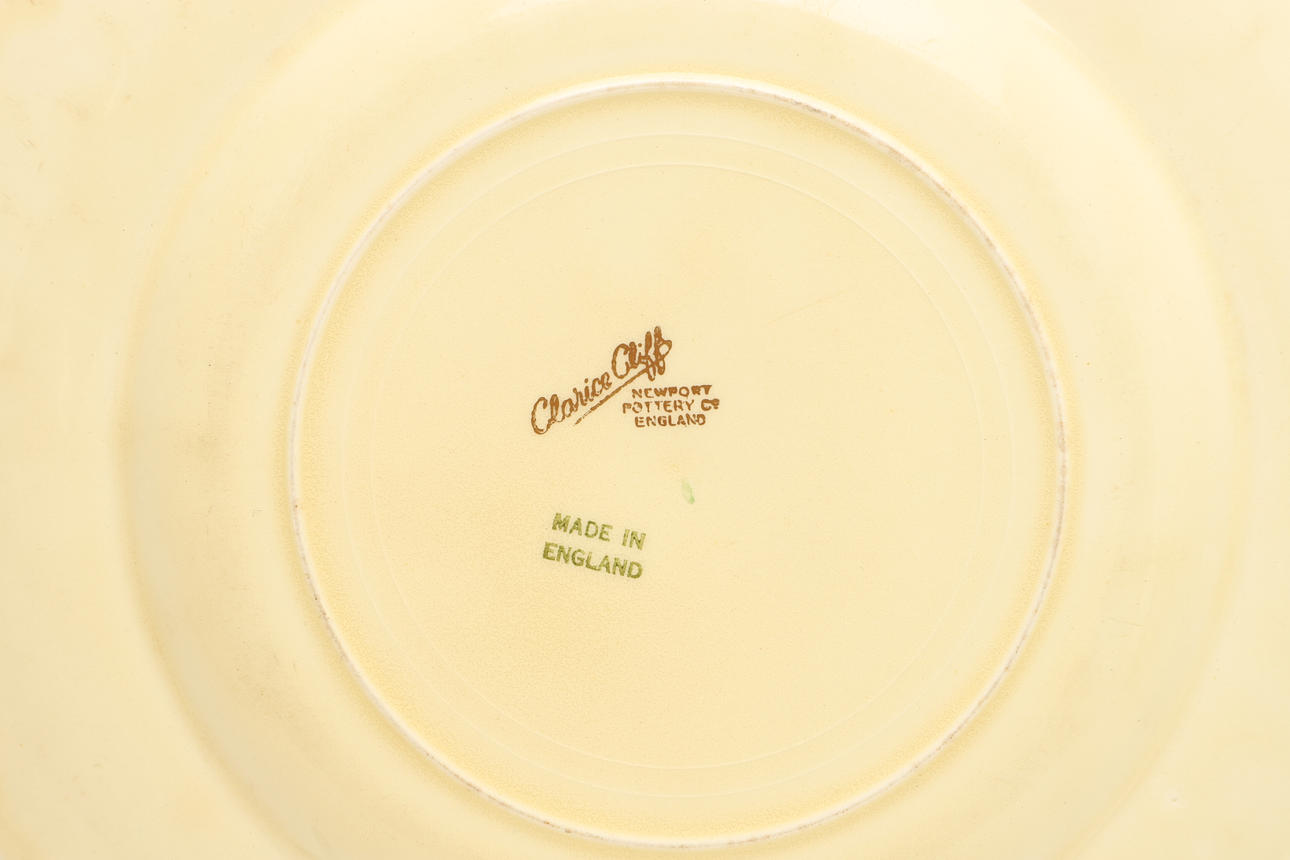 Clarice Cliff
NEWPORT
POTTERY Co
ENGLAND
MADE IN
ENGLAND